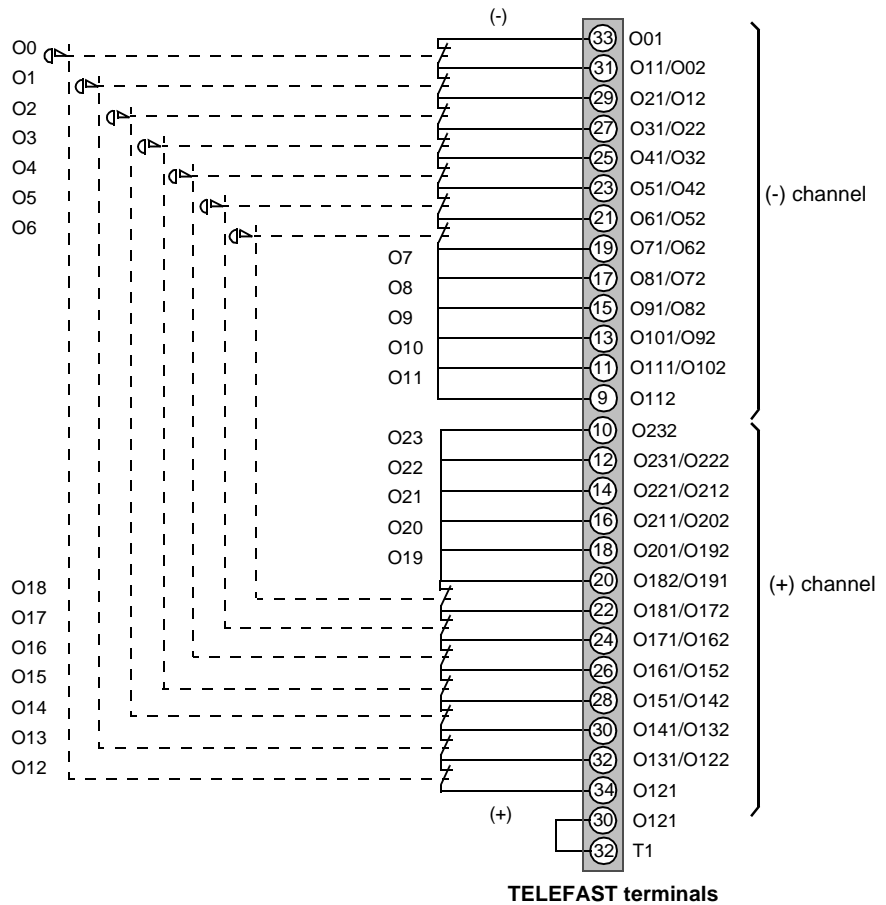 (-)
O0
33 O01
O1
31 O11/O02
O2
29 O21/O12
O3
27 O31/O22
O4
25 O41/O32
O5
23 O51/O42
O6
21 O61/O52
(-) channel
O7
19 O71/O62
O8
17 O81/O72
O9
15 O91/O82
O10
13 O101/O92
O11
11 O111/O102
9 O112
O23
10 O232
O22
12 O231/O222
O21
14 O221/O212
O20
16 O211/O202
O19
18 O201/O192
20 O182/O191
(+) channel
O18
22 O181/O172
O17
24 O171/O162
O16
26 O161/O152
O15
28 O151/O142
O14
30 O141/O132
O13
32 O131/O122
O12
34 O121
(+)
30 O121
32 T1
TELEFAST terminals